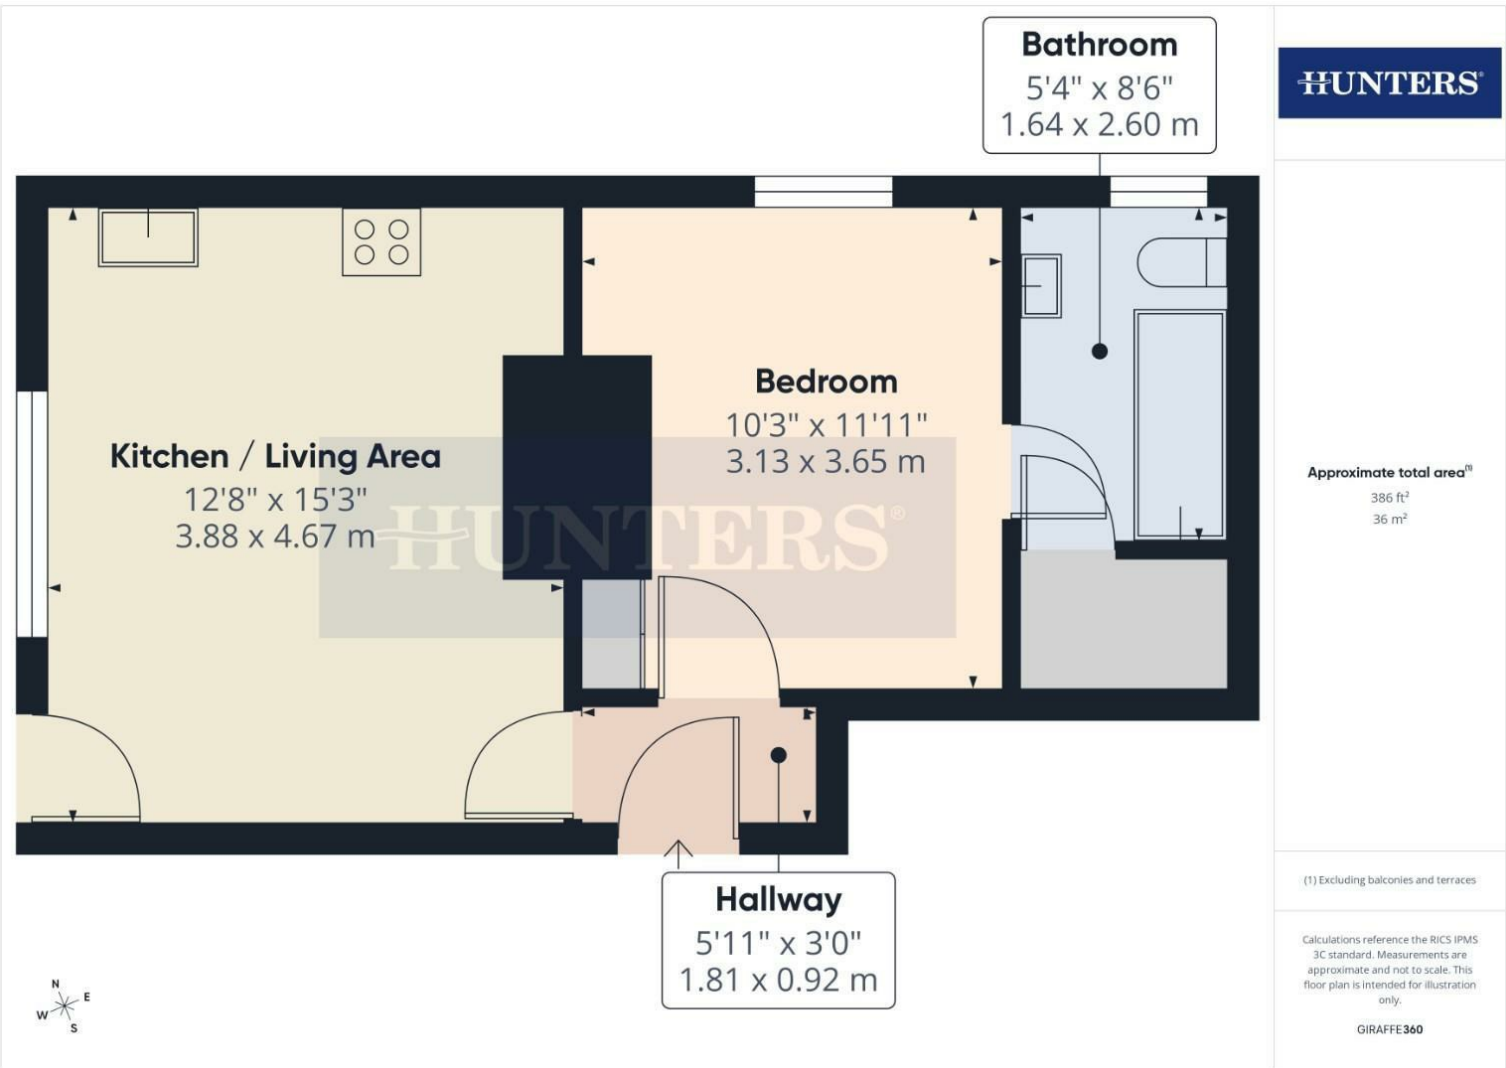 Bathroom
5'4" x 8'6"
1.64 x 2.60 m
HUNTERS®
Bedroom
10'3" x 11'11"
3.13 x 3.65 m
Kitchen / Living Area
12'8" x 15'3"
3.88 x 4.67 m
HUNTERS®
Approximate total area(1)
386 ft²
36 m²
Hallway
5'11" x 3'0"
1.81 x 0.92 m
(1) Excluding balconies and terraces
Calculations reference the RICS IPMS
3C standard. Measurements are
approximate and not to scale. This
floor plan is intended for illustration
only.
GIRAFFE360
N
E
W
S